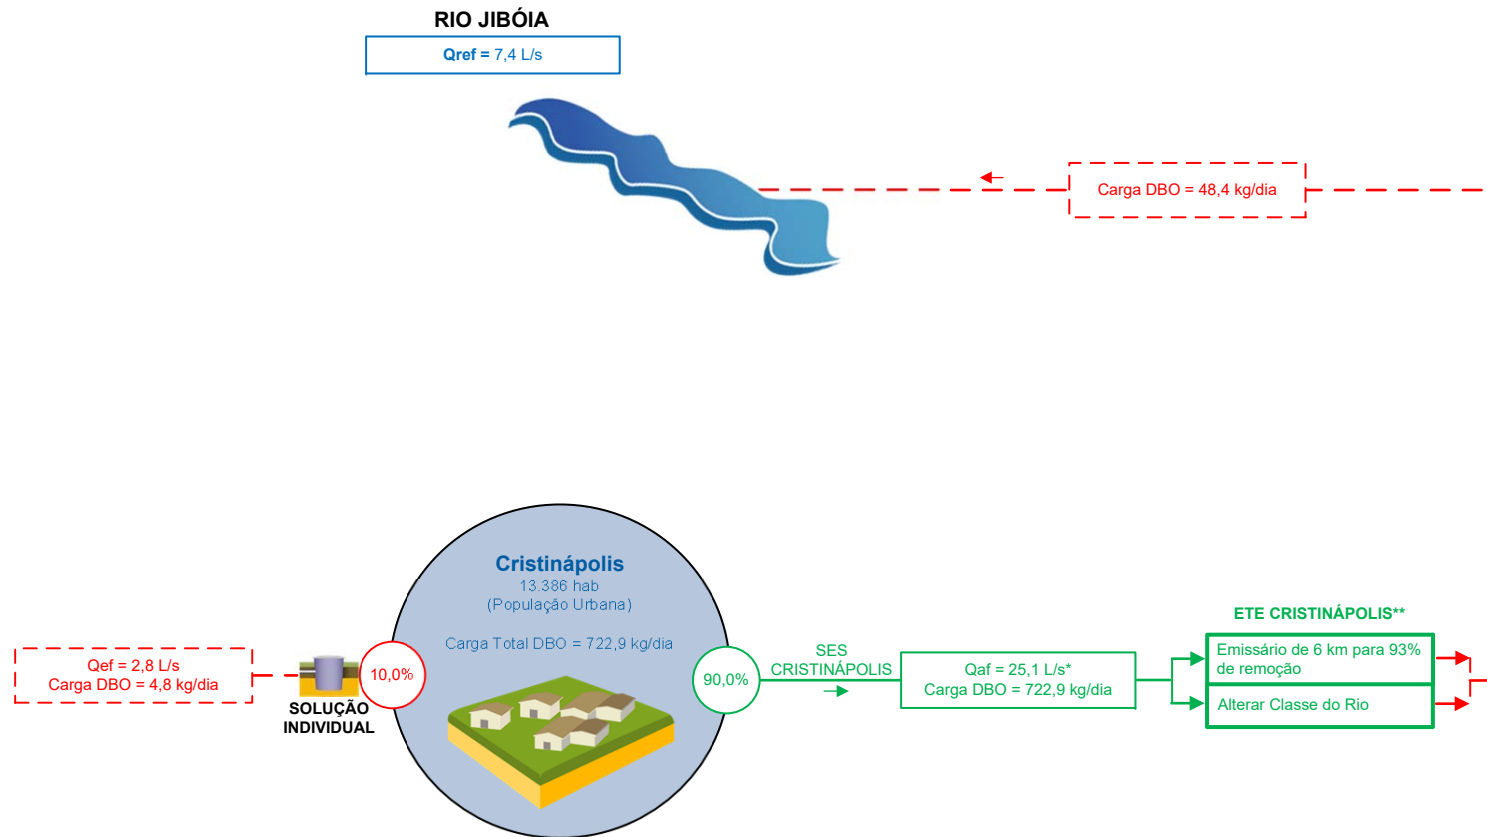 RIO JIBÓIA
Qref = 7,4 L/s
Carga DBO = 48,4 kg/dia
Cristinápolis
13.386 hab
(População Urbana)
Carga Total DBO = 722,9 kg/dia
Qef = 2,8 L/s
Carga DBO = 4,8 kg/dia
SOLUÇÃO
INDIVIDUAL
10,0%
90,0%
SES
CRISTINÁPOLIS
Qaf = 25,1 L/s*
Carga DBO = 722,9 kg/dia
ETE CRISTINÁPOLIS**
Emissário de 6 km para 93%
de remoção
Alterar Classe do Rio